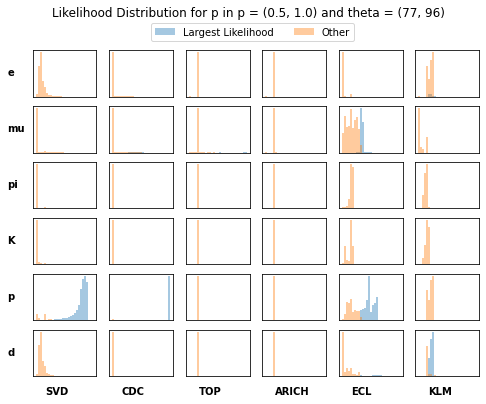 Likelihood Distribution for p in p = (0.5, 1.0) and theta = (77, 96)
Largest Likelihood Other
e
mu
pi
K
p
d
SVD CDC TOP ARICH ECL KLM